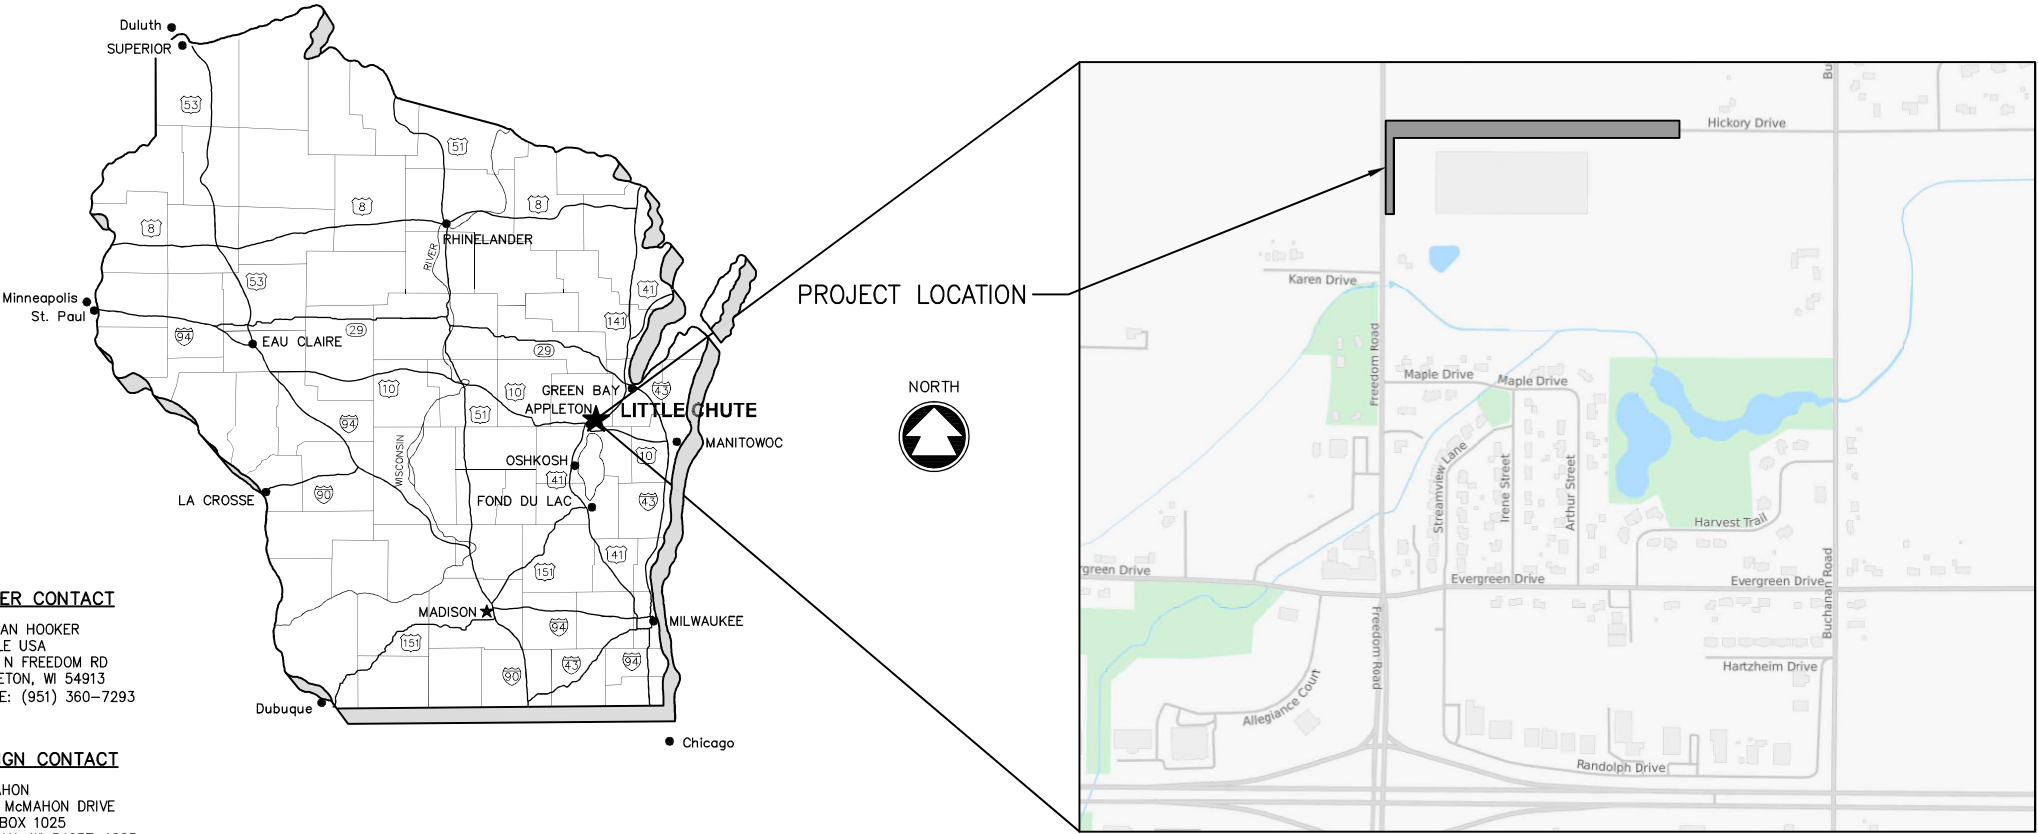 Duluth
SUPERIOR
53
51
8
8
8
RHINELANDER
RIVER
53
41
Minneapolis
St. Paul
141
94
EAU CLAIRE
29
29
10
10
GREEN BAY
43
APPLETON
LITTLE CHUTE
51
94
MANITOWOC
WISCONSIN
OSHKOSH
10
41
LA CROSSE
90
FOND DU LAC
43
41
151
MADISON
MILWAUKEE
94
151
43
94
90
Dubuque
Chicago
ER CONTACT
AN HOOKER
LE USA
N FREEDOM RD
ETON, WI 54913
E: (951) 360-7293
IGN CONTACT
AHON
McMAHON DRIVE
BOX 1025
PROJECT LOCATION
NORTH
Bu
Hickory Drive
Karen Drive
Freedom Road
Maple Drive
Maple Drive
Streamview Lane
Irene Street
Arthur Street
Harvest Trail
rgreen Drive
Evergreen Drive
Evergreen Drive
Buchanan Road
Freedom Road
Hartzheim Drive
Allegiance Court
Randolph Drive